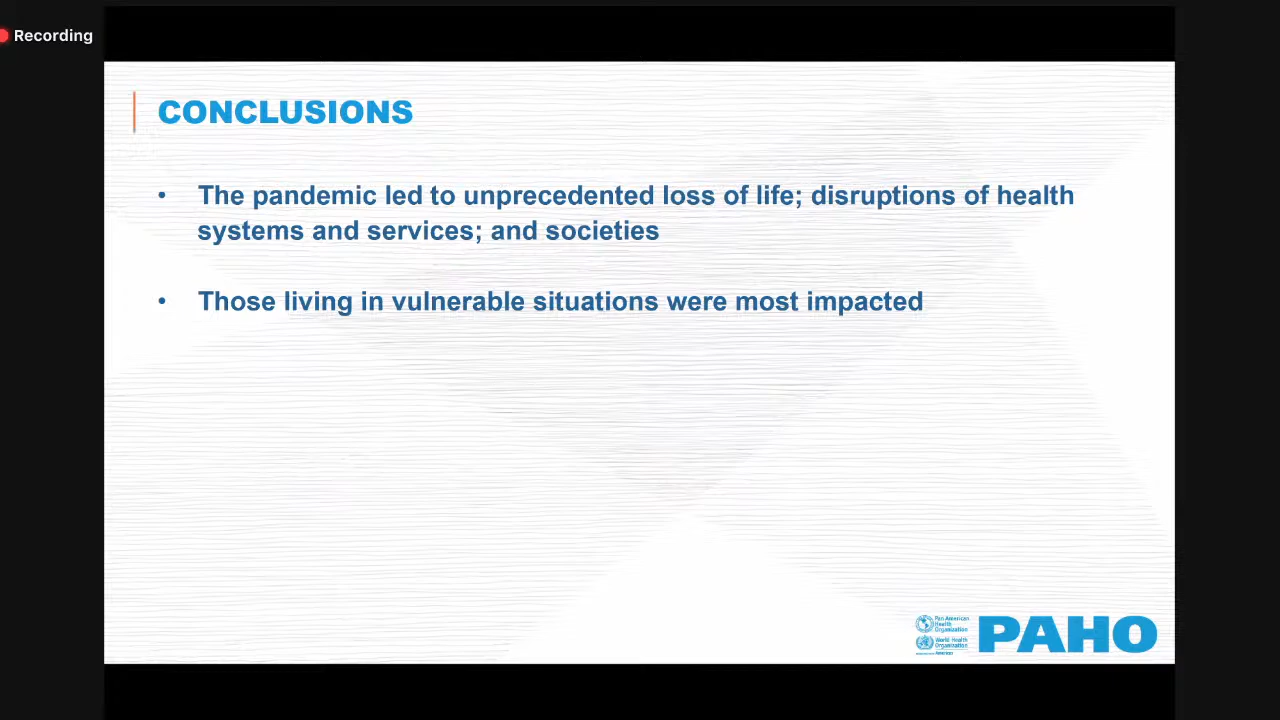 Recording
CONCLUSIONS
• The pandemic led to unprecedented loss of life; disruptions of health
systems and services; and societies
• Those living in vulnerable situations were most impacted
Pan American
Health
Organization
World Health
Organization
PAHO